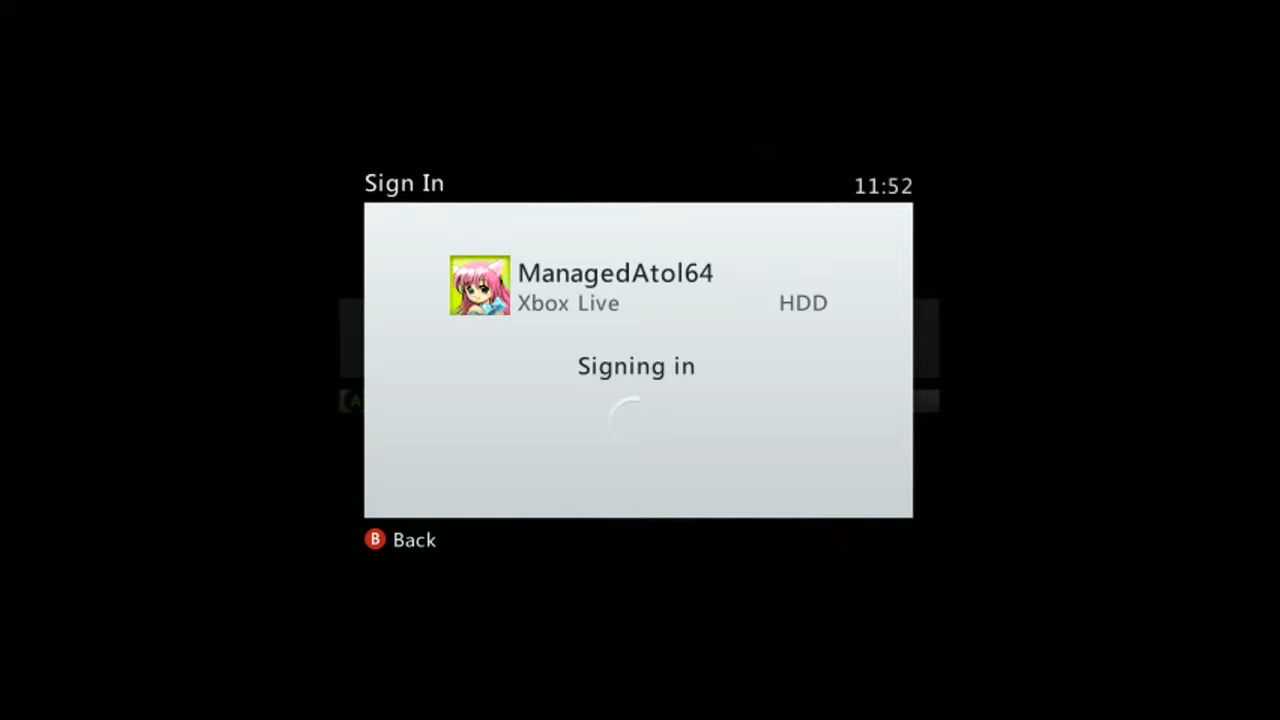 Sign In
11:52
ManagedAtol64
Xbox Live
HDD
Signing in
B Back